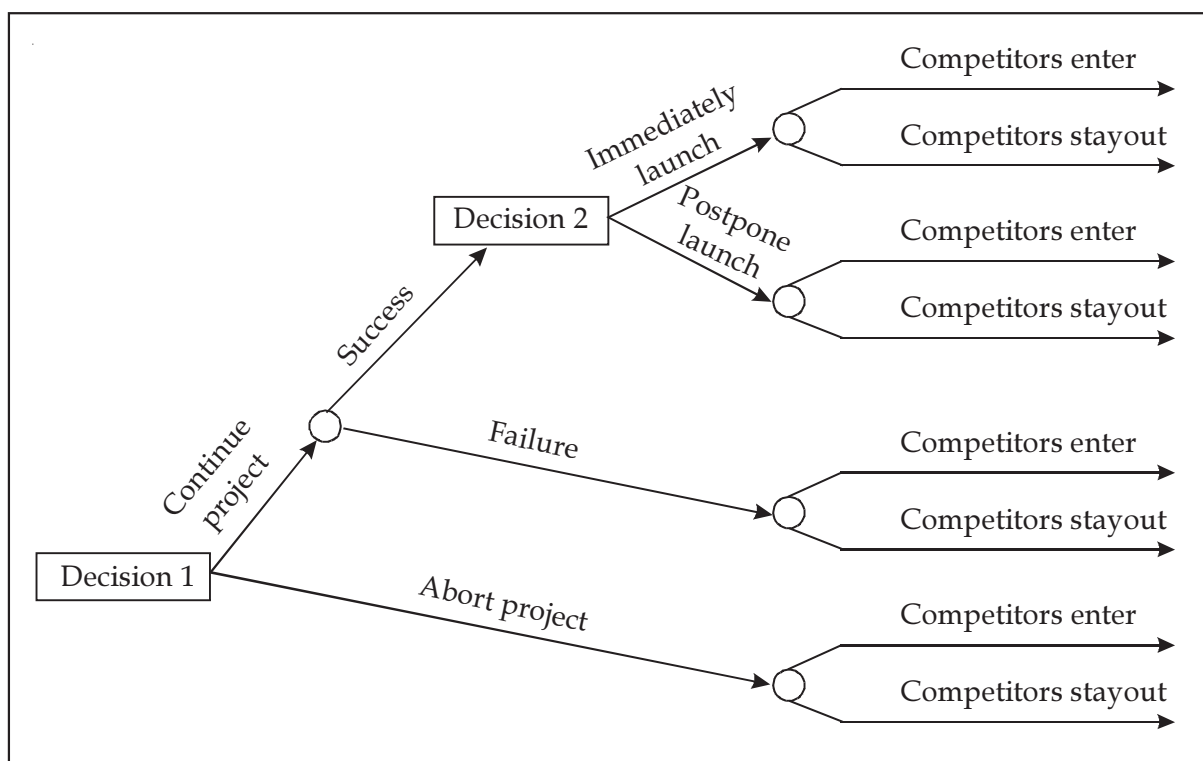 Competitors enter
Immediately
launch
Competitors stayout
Decision 2
Postpone
launch
Competitors enter
Competitors stayout
Success
Continue
project
Failure
Competitors enter
Competitors stayout
Decision 1
Abort project
Competitors enter
Competitors stayout